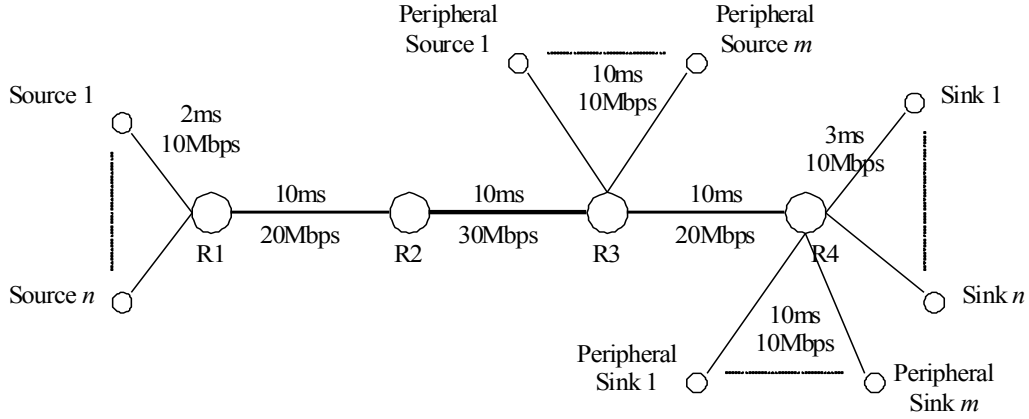 Peripheral
Source 1
Peripheral
Source m
10ms
10Mbps
Source 1
2ms
10Mbps
Sink 1
3ms
10Mbps
10ms
20Mbps
10ms
30Mbps
10ms
20Mbps
R1
R2
R3
R4
Source n
Sink n
10ms
10Mbps
Peripheral
Sink 1
Peripheral
Sink m